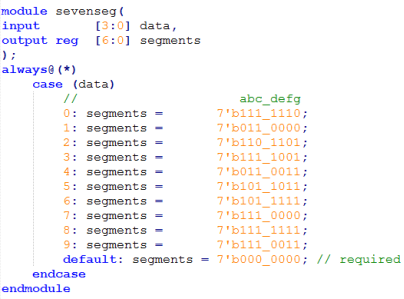 module sevenseg(
input [3:0] data,
output reg [6:0] segments
);
always@(*)
case (data)
// abc_defg
0: segments = 7'b111_1110;
1: segments = 7'b011_0000;
2: segments = 7'b110_1101;
3: segments = 7'b111_1001;
4: segments = 7'b011_0011;
5: segments = 7'b101_1011;
6: segments = 7'b101_1111;
7: segments = 7'b111_0000;
8: segments = 7'b111_1111;
9: segments = 7'b111_0011;
default: segments = 7'b000_0000; // required
endcase
endmodule